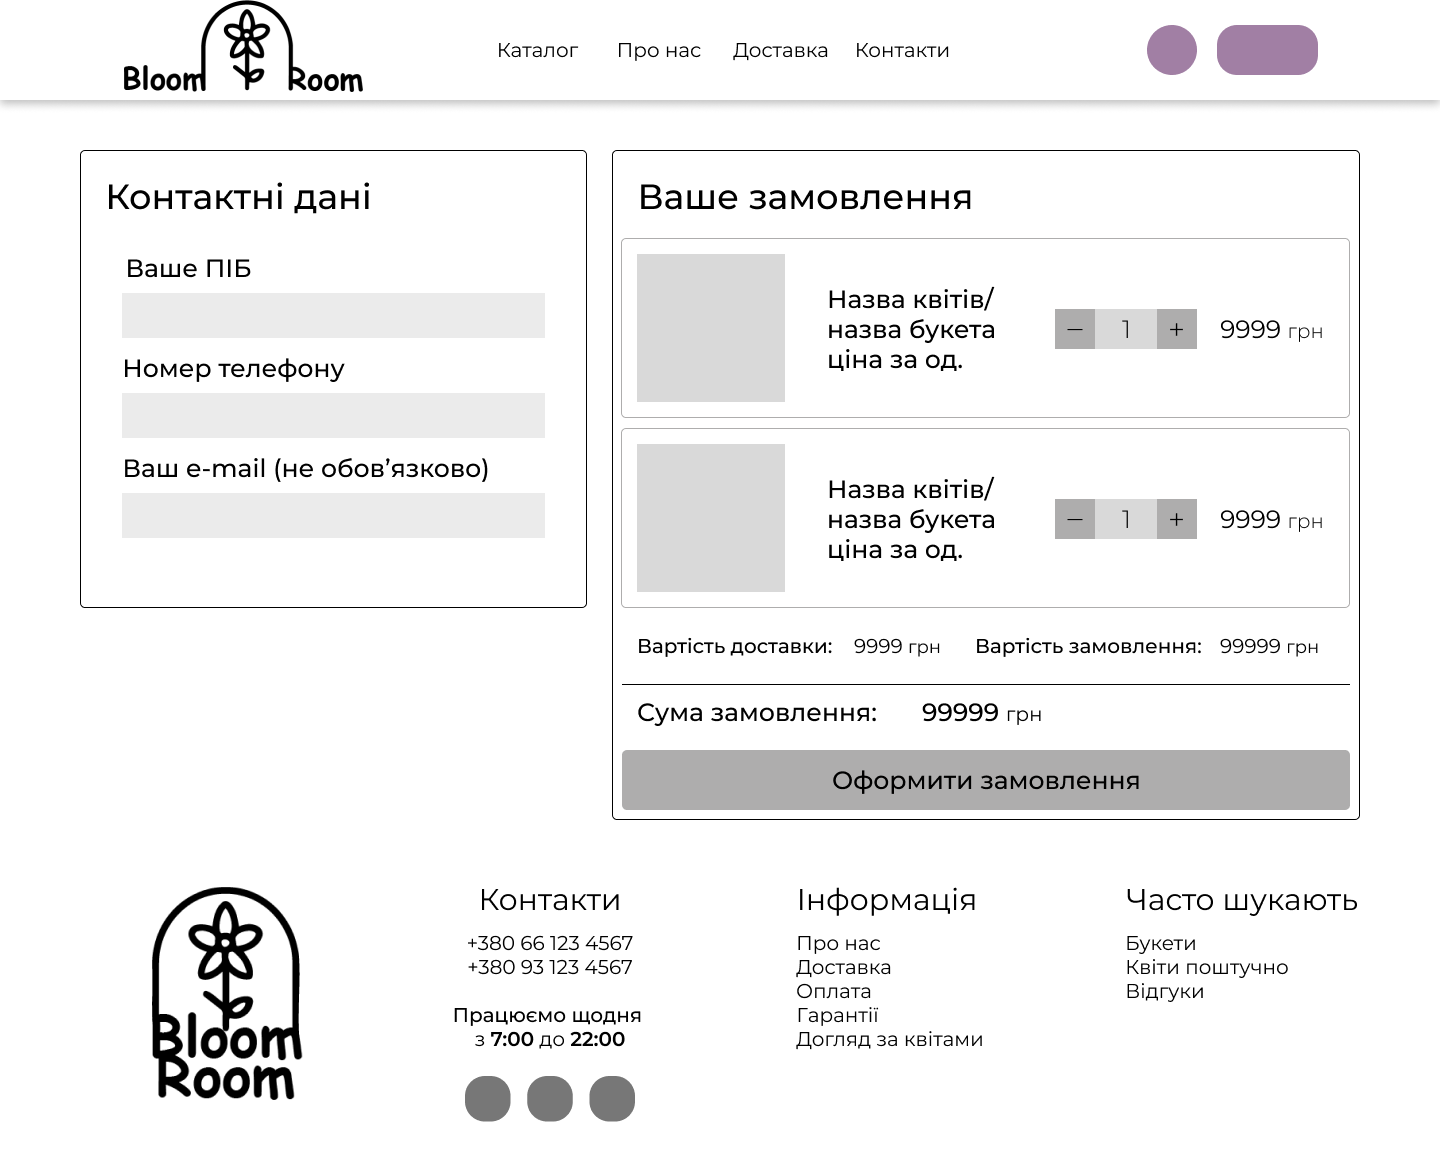 Bloom Room
Каталог Про нас Доставка Контакти
Контактні дані
Ваше ПІБ
Номер телефону
Ваш e-mail (не обов’язково)
Ваше замовлення
Назва квітів/
назва букета
ціна за од.
– 1 + 9999 грн
Назва квітів/
назва букета
ціна за од.
– 1 + 9999 грн
Вартість доставки: 9999 грн Вартість замовлення: 99999 грн
Сума замовлення: 99999 грн
Оформити замовлення
Bloom
Room
Контакти
+380 66 123 4567
+380 93 123 4567
Працюємо щодня
з 7:00 до 22:00
Інформація
Про нас
Доставка
Оплата
Гарантії
Догляд за квітами
Часто шукають
Букети
Квіти поштучно
Відгуки